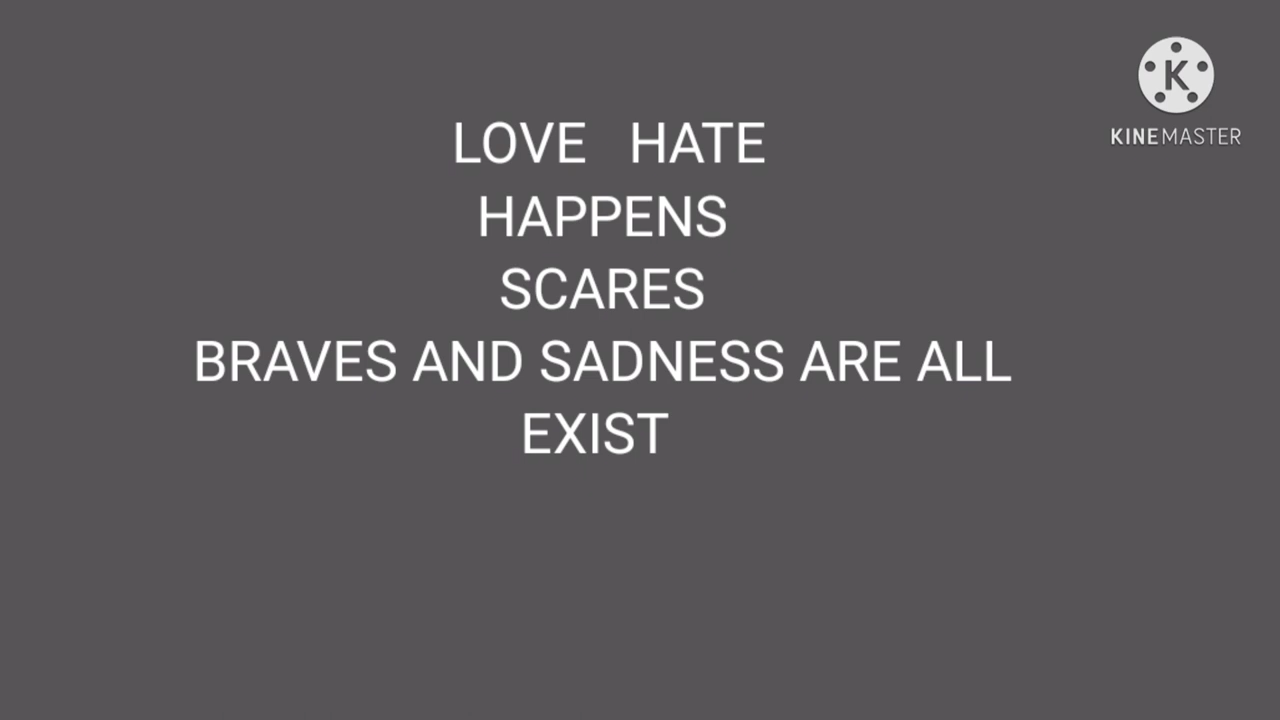 LOVE HATE
HAPPENS
SCARES
BRAVES AND SADNESS ARE ALL
EXIST
K
KINEMASTER